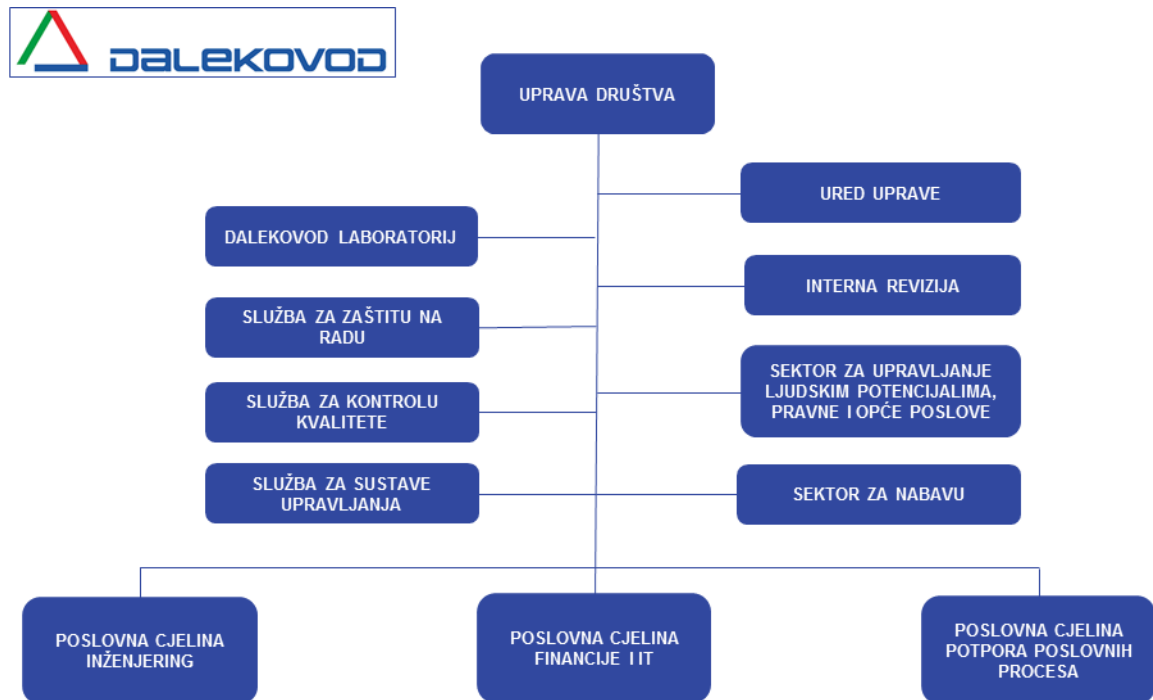 DALEKOVOD
UPRAVA DRUŠTVA
URED UPRAVE
DALEKOVOD LABORATORIJ
INTERNA REVIZIJA
SLUŽBA ZA ZAŠTITU NA
RADU
SEKTOR ZA UPRAVLJANJE
LJUDSKIM POTENCIJALIMA,
PRAVNE I OPĆE POSLOVE
SLUŽBA ZA KONTROLU
KVALITETE
SLUŽBA ZA SUSTAVE
UPRAVLJANJA
SEKTOR ZA NABAVU
POSLOVNA CJELINA
INŽENJERING
POSLOVNA CJELINA
FINANCIJE I IT
POSLOVNA CJELINA
POTPORA POSLOVNIH
PROCESA